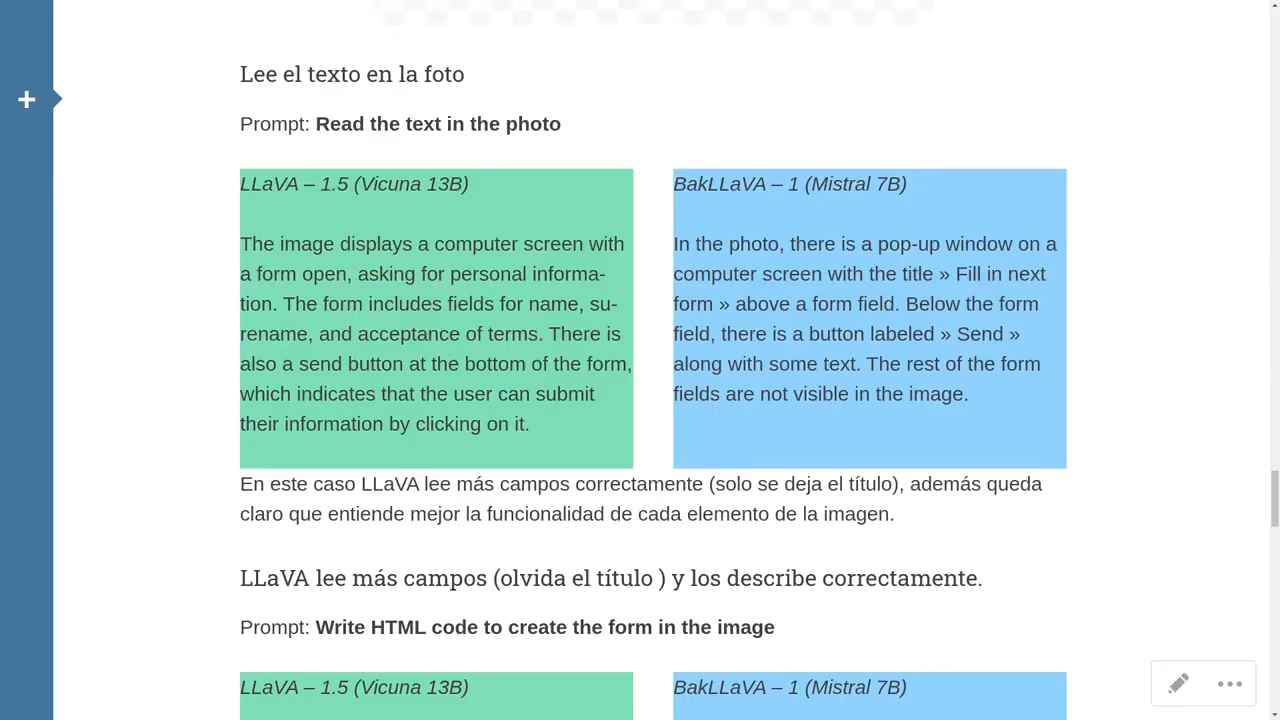 Lee el texto en la foto
Prompt: Read the text in the photo
LLaVA – 1.5 (Vicuna 13B)
The image displays a computer screen with
a form open, asking for personal informa-
tion. The form includes fields for name, su-
rename, and acceptance of terms. There is
also a send button at the bottom of the form,
which indicates that the user can submit
their information by clicking on it.
BakLLaVA – 1 (Mistral 7B)
In the photo, there is a pop-up window on a
computer screen with the title » Fill in next
form » above a form field. Below the form
field, there is a button labeled » Send »
along with some text. The rest of the form
fields are not visible in the image.
En este caso LLaVA lee más campos correctamente (solo se deja el título), además queda
claro que entiende mejor la funcionalidad de cada elemento de la imagen.
LLaVA lee más campos (olvida el título ) y los describe correctamente.
Prompt: Write HTML code to create the form in the image
LLaVA – 1.5 (Vicuna 13B)
BakLLaVA – 1 (Mistral 7B)